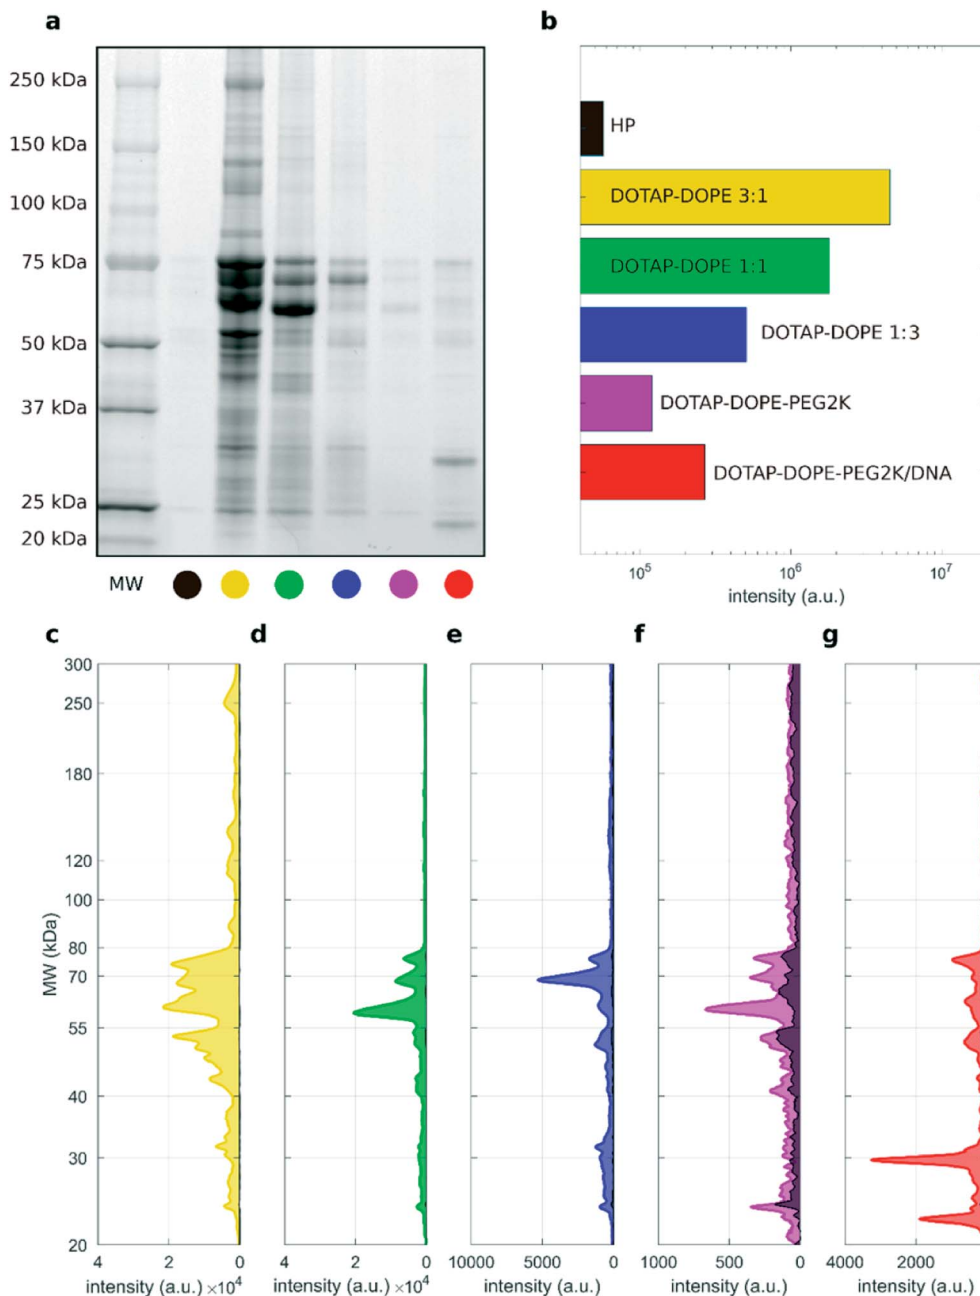 a
250 kDa
150 kDa
100 kDa
75 kDa
50 kDa
37 kDa
25 kDa
20 kDa
MW
b
HP
DOTAP-DOPE 3:1
DOTAP-DOPE 1:1
DOTAP-DOPE 1:3
DOTAP-DOPE-PEG2K
DOTAP-DOPE-PEG2K/DNA
10⁵ 10⁶ 10⁷
intensity (a.u.)
c d e f g
MW (kDa)
300
250
180
120
100
80
70
55
40
30
20
4 2 0
intensity (a.u.) ×10⁴
4 2 0
intensity (a.u.) ×10⁴
10000 5000 0
intensity (a.u.)
1000 500 0
intensity (a.u.)
4000 2000
intensity (a.u.)